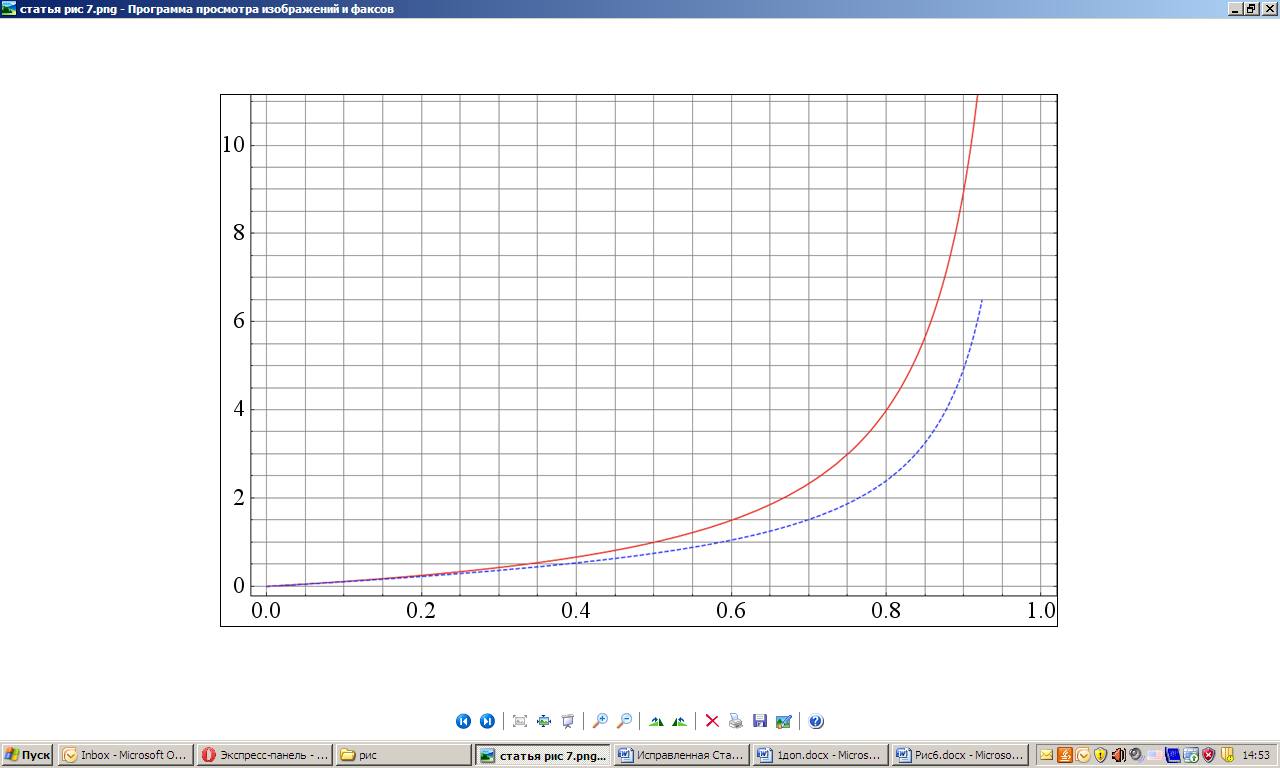 статья рис 7.png - Программа просмотра изображений и факсов
10
8
6
4
2
0
0.0 0.2 0.4 0.6 0.8 1.0
Пуск Inbox - Microsoft O... Экспресс-панель - ... рис статья рис 7.png... Исправленная Ста... 1доп.docx - Micros... Рис6.docx - Microso... 14:53